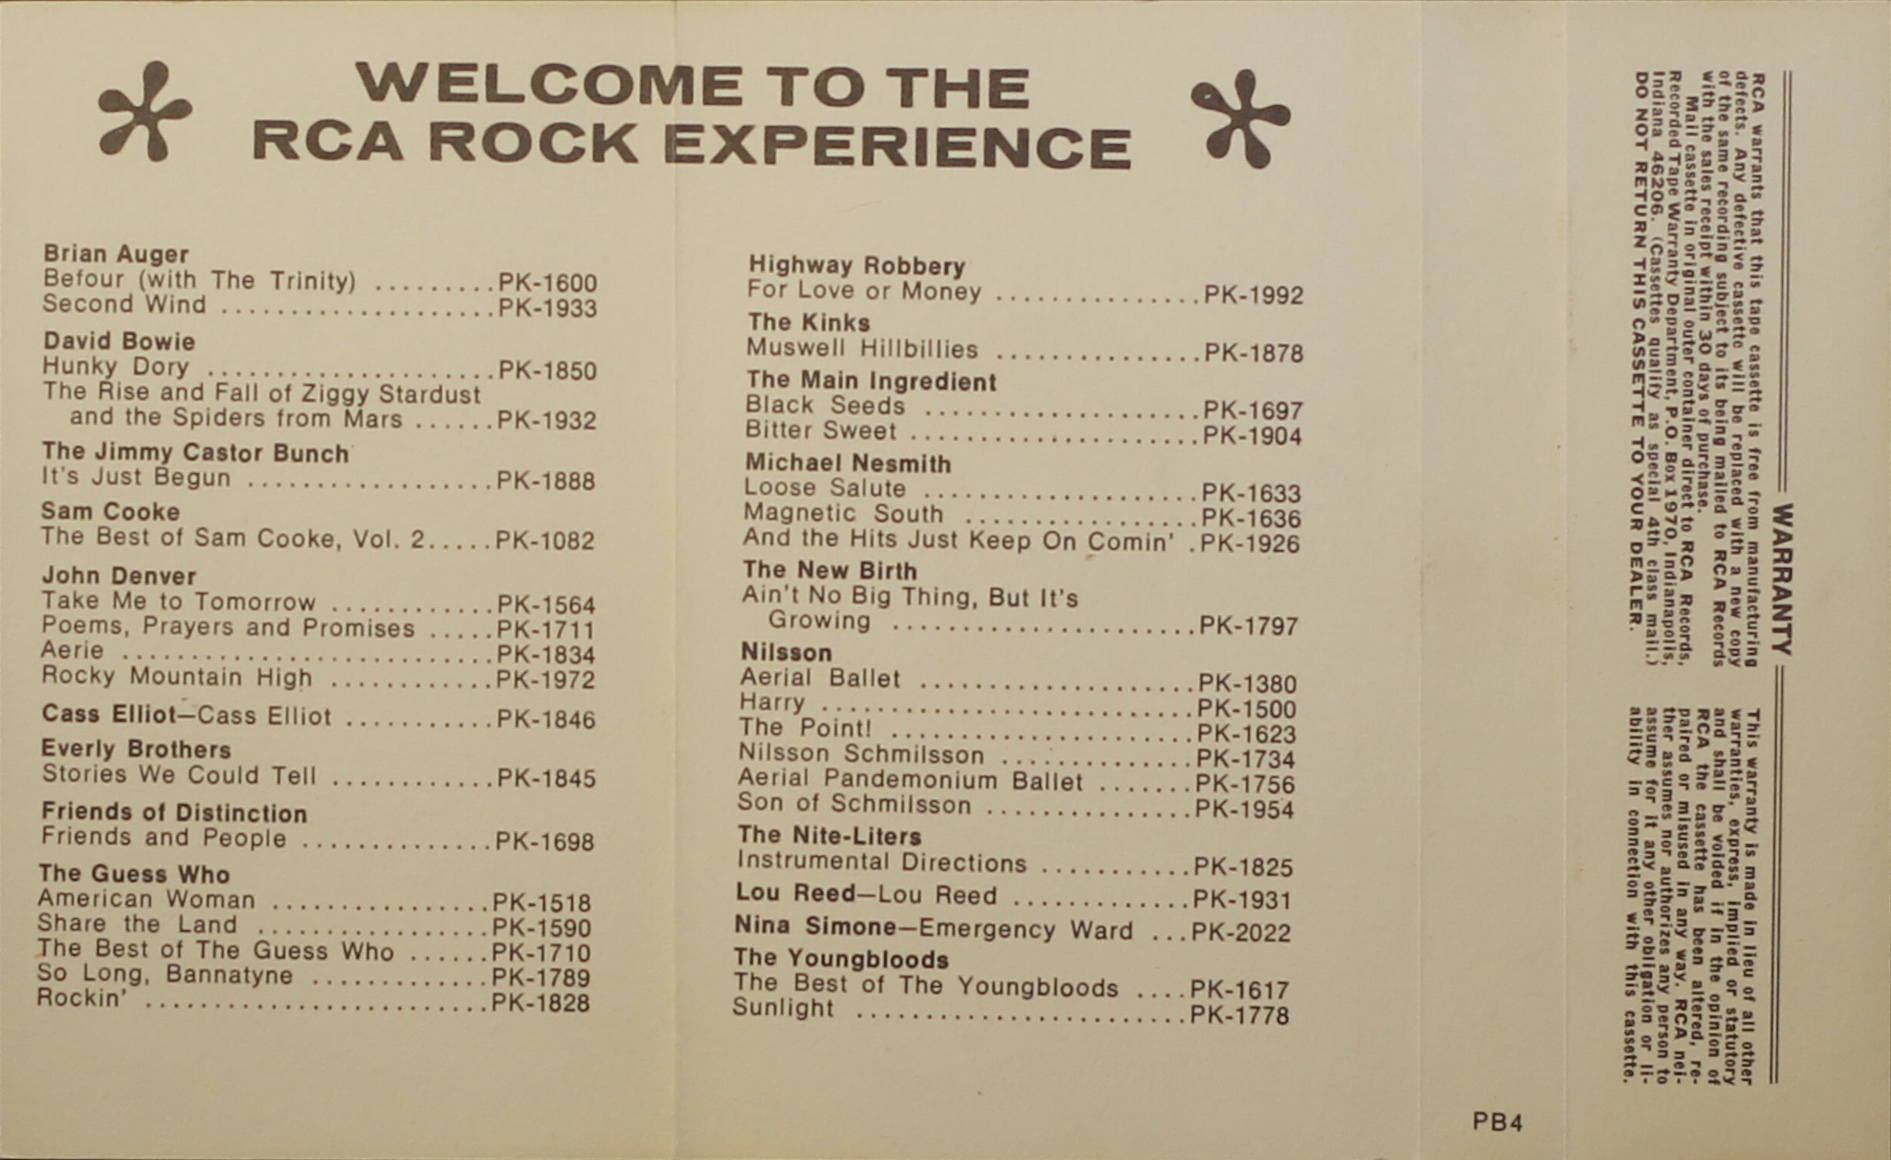 WELCOME TO THE
RCA ROCK EXPERIENCE
Brian Auger
Befour (with The Trinity) .........PK-1600
Second Wind ....................PK-1933
David Bowie
Hunky Dory .....................PK-1850
The Rise and Fall of Ziggy Stardust
and the Spiders from Mars ......PK-1932
The Jimmy Castor Bunch
It's Just Begun ..................PK-1888
Sam Cooke
The Best of Sam Cooke, Vol. 2.....PK-1082
John Denver
Take Me to Tomorrow ............PK-1564
Poems, Prayers and Promises .....PK-1711
Aerie ...........................PK-1834
Rocky Mountain High ............PK-1972
Cass Elliot—Cass Elliot ...........PK-1846
Everly Brothers
Stories We Could Tell ............PK-1845
Friends of Distinction
Friends and People ..............PK-1698
The Guess Who
American Woman ................PK-1518
Share the Land .................PK-1590
The Best of The Guess Who ......PK-1710
So Long, Bannatyne .............PK-1789
Rockin' .........................PK-1828
Highway Robbery
For Love or Money ...............PK-1992
The Kinks
Muswell Hillbillies ...............PK-1878
The Main Ingredient
Black Seeds ....................PK-1697
Bitter Sweet .....................PK-1904
Michael Nesmith
Loose Salute ....................PK-1633
Magnetic South .................PK-1636
And the Hits Just Keep On Comin' .PK-1926
The New Birth
Ain't No Big Thing, But It's
Growing ......................PK-1797
Nilsson
Aerial Ballet ....................PK-1380
Harry ...........................PK-1500
The Point! ......................PK-1623
Nilsson Schmilsson ..............PK-1734
Aerial Pandemonium Ballet .......PK-1756
Son of Schmilsson ...............PK-1954
The Nite-Liters
Instrumental Directions ...........PK-1825
Lou Reed—Lou Reed .............PK-1931
Nina Simone—Emergency Ward ...PK-2022
The Youngbloods
The Best of The Youngbloods ....PK-1617
Sunlight ........................PK-1778
PB4
WARRANTY
RCA warrants that this tape cassette is free from manufacturing
defects. Any defective cassette will be replaced with a new copy
of the same recording subject to its being mailed to RCA Records
with the sales receipt within 30 days of purchase.
Mail cassette in original outer container direct to RCA Records,
Recorded Tape Warranty Department, P.O. Box 1970, Indianapolis,
Indiana 46206. (Cassettes qualify as special 4th class mail.)
DO NOT RETURN THIS CASSETTE TO YOUR DEALER.
This warranty is made in lieu of all other
warranties, express, implied or statutory
and shall be voided if in the opinion of
RCA the cassette has been altered, re-
paired or misused in any way. RCA nei-
ther assumes nor authorizes any person to
assume for it any other obligation or li-
ability in connection with this cassette.